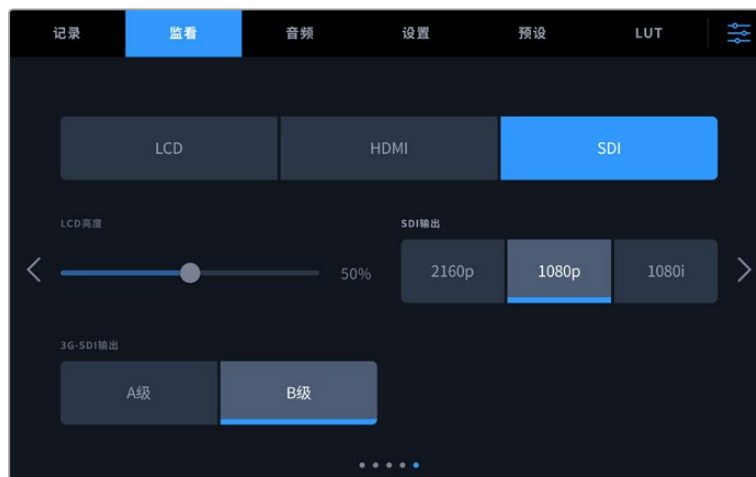 记录 监看 音频 设置 预设 LUT
LCD HDMI SDI
LCD亮度 SDI输出
50% 2160p 1080p 1080i
3G-SDI输出
A级 B级